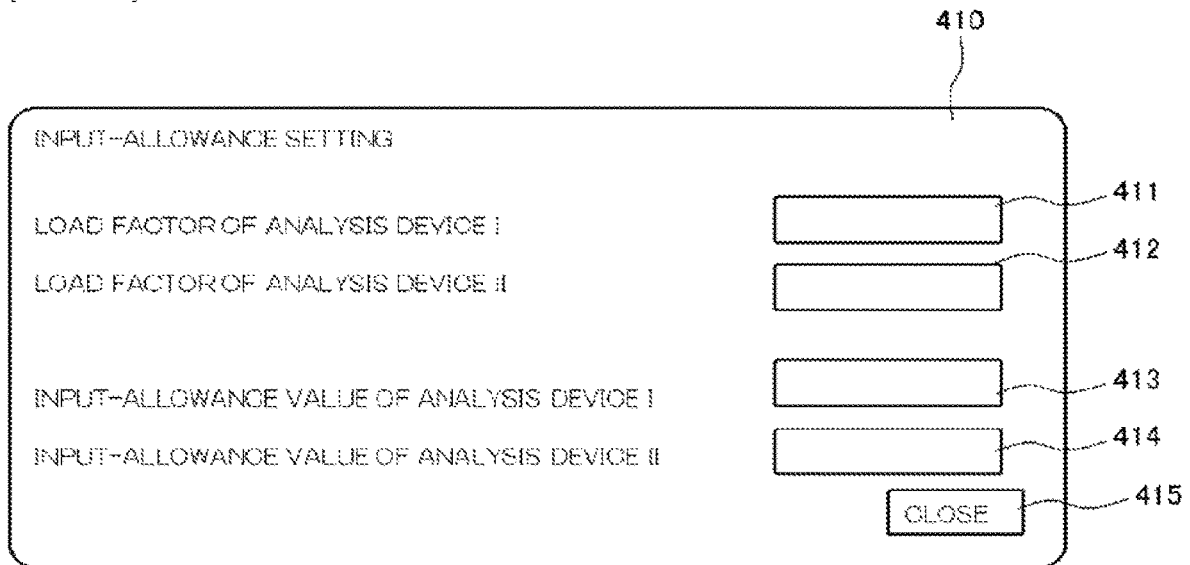 410
INPUT-ALLOWANCE SETTING
LOAD FACTOR OF ANALYSIS DEVICE I
411
LOAD FACTOR OF ANALYSIS DEVICE II
412
INPUT-ALLOWANCE VALUE OF ANALYSIS DEVICE I
413
INPUT-ALLOWANCE VALUE OF ANALYSIS DEVICE II
414
CLOSE
415